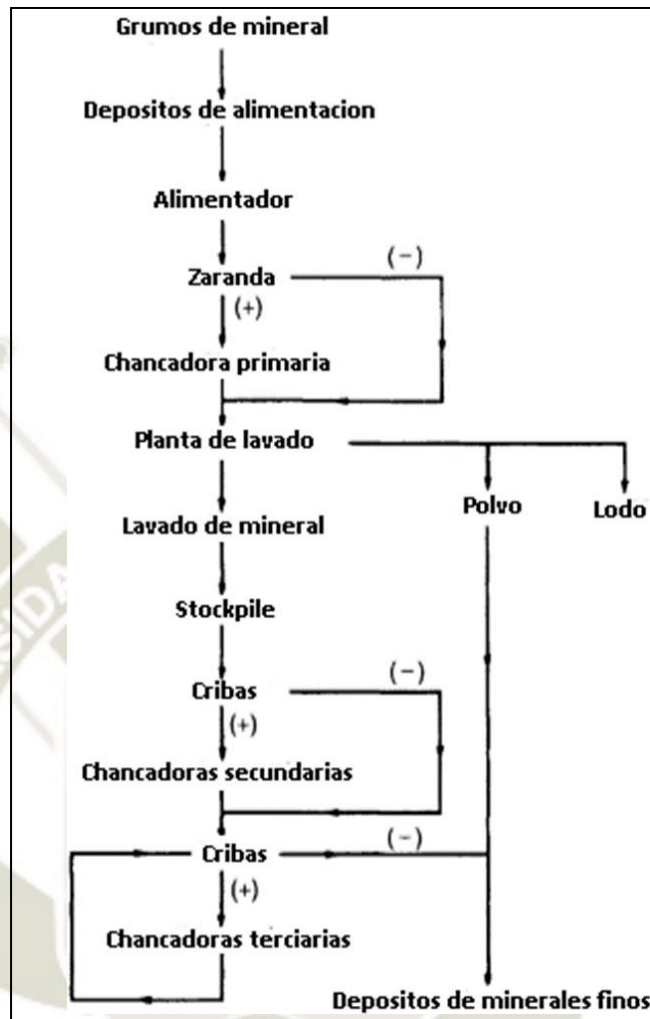 Grumos de mineral
Depositos de alimentacion
Alimentador
Zaranda
(-)
(+)
Chancadora primaria
Planta de lavado
Polvo
Lodo
Lavado de mineral
Stockpile
Cribas
(-)
(+)
Chancadoras secundarias
Cribas
(-)
(+)
Chancadoras terciarias
Depositos de minerales finos